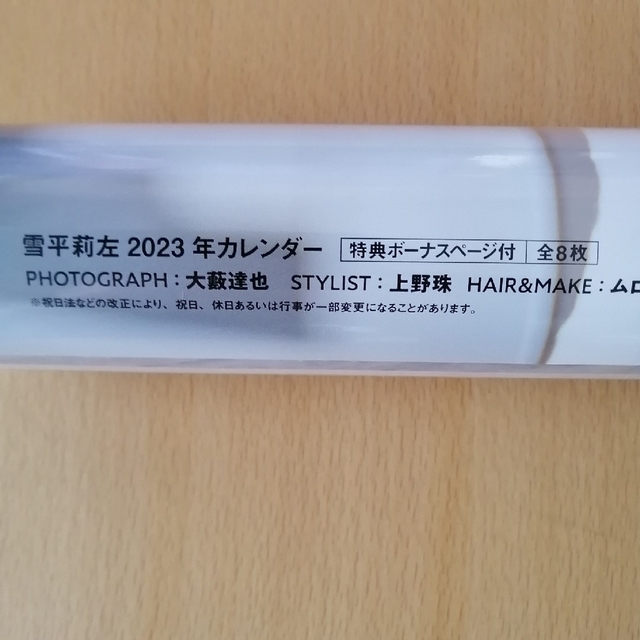 雪平莉左 2023 年カレンダー 特典ボーナスページ付 全8枚
PHOTOGRAPH：大藪達也 STYLIST：上野珠 HAIR&MAKE：ムロ
※祝日法などの改正により、祝日、休日あるいは行事が一部変更になることがあります。